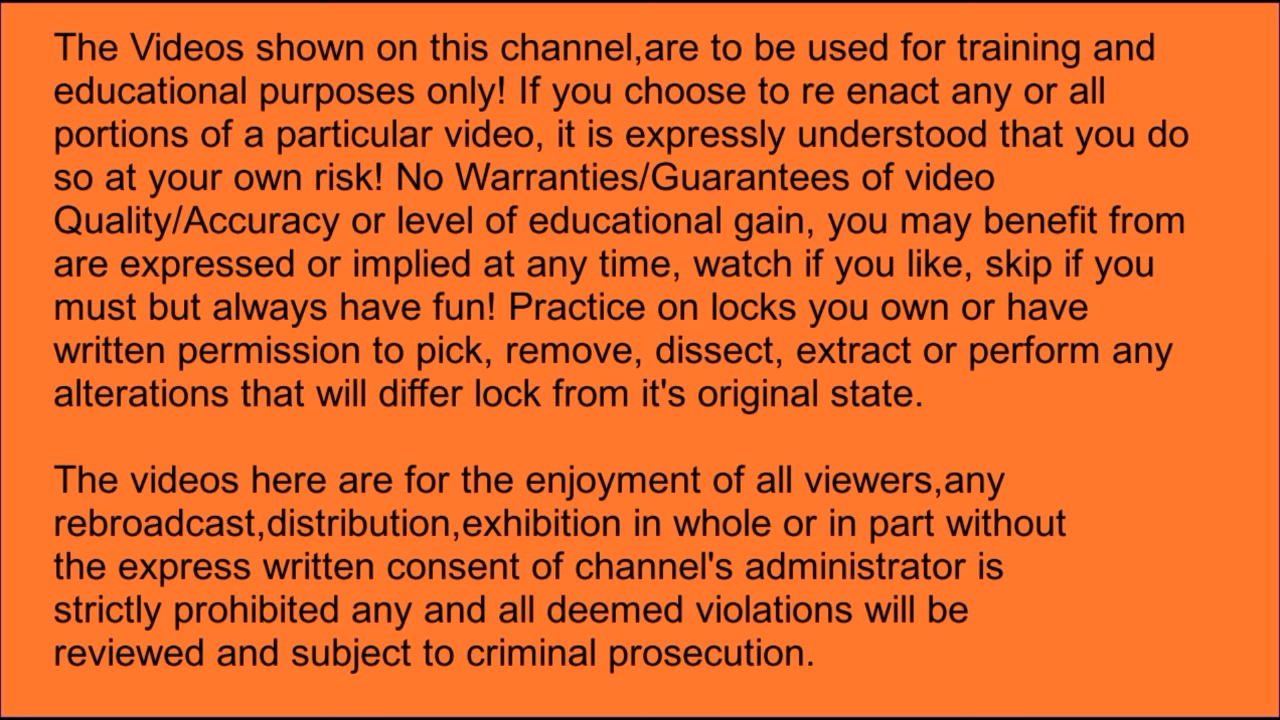 The Videos shown on this channel,are to be used for training and
educational purposes only! If you choose to re enact any or all
portions of a particular video, it is expressly understood that you do
so at your own risk! No Warranties/Guarantees of video
Quality/Accuracy or level of educational gain, you may benefit from
are expressed or implied at any time, watch if you like, skip if you
must but always have fun! Practice on locks you own or have
written permission to pick, remove, dissect, extract or perform any
alterations that will differ lock from it's original state.
The videos here are for the enjoyment of all viewers,any
rebroadcast,distribution,exhibition in whole or in part without
the express written consent of channel's administrator is
strictly prohibited any and all deemed violations will be
reviewed and subject to criminal prosecution.